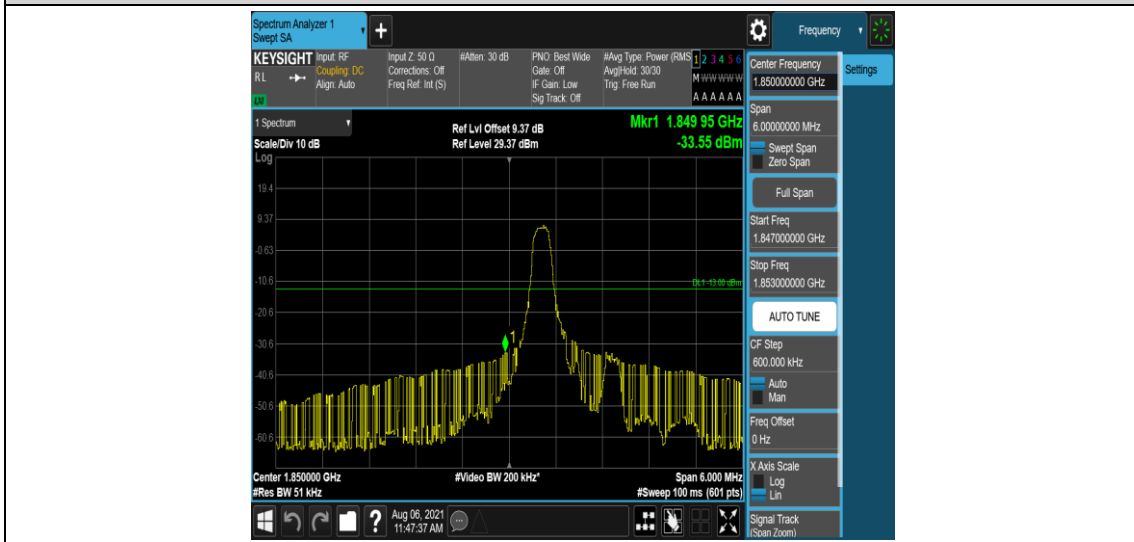 Spectrum Analyzer 1
Swept SA
+
Frequency
KEYSIGHT
RL
LXI
Input: RF
Coupling: DC
Align: Auto
Input Z: 50 Ω
Corrections: Off
Freq Ref: Int (S)
#Atten: 30 dB
PNO: Best Wide
Gate: Off
IF Gain: Low
Sig Track: Off
#Avg Type: Power (RMS
Avg|Hold: 30/30
Trig: Free Run
1 2 3 4 5 6
M W W W W W
A A A A A A
1 Spectrum
Scale/Div 10 dB
Log
Ref Lvl Offset 9.37 dB
Ref Level 29.37 dBm
Mkr1 1.849 95 GHz
-33.55 dBm
19.4
9.37
-0.63
-10.6
-20.6
-30.6
-40.6
-50.6
-60.6
DL1 -13.00 dBm
1
Center 1.850000 GHz
#Res BW 51 kHz
#Video BW 200 kHz*
Span 6.000 MHz
#Sweep 100 ms (601 pts)
Center Frequency
1.850000000 GHz
Settings
Span
6.00000000 MHz
Swept Span
Zero Span
Full Span
Start Freq
1.847000000 GHz
Stop Freq
1.853000000 GHz
AUTO TUNE
CF Step
600.000 kHz
Auto
Man
Freq Offset
0 Hz
X Axis Scale
Log
Lin
Signal Track
(Span Zoom)
?
Aug 06, 2021
11:47:37 AM